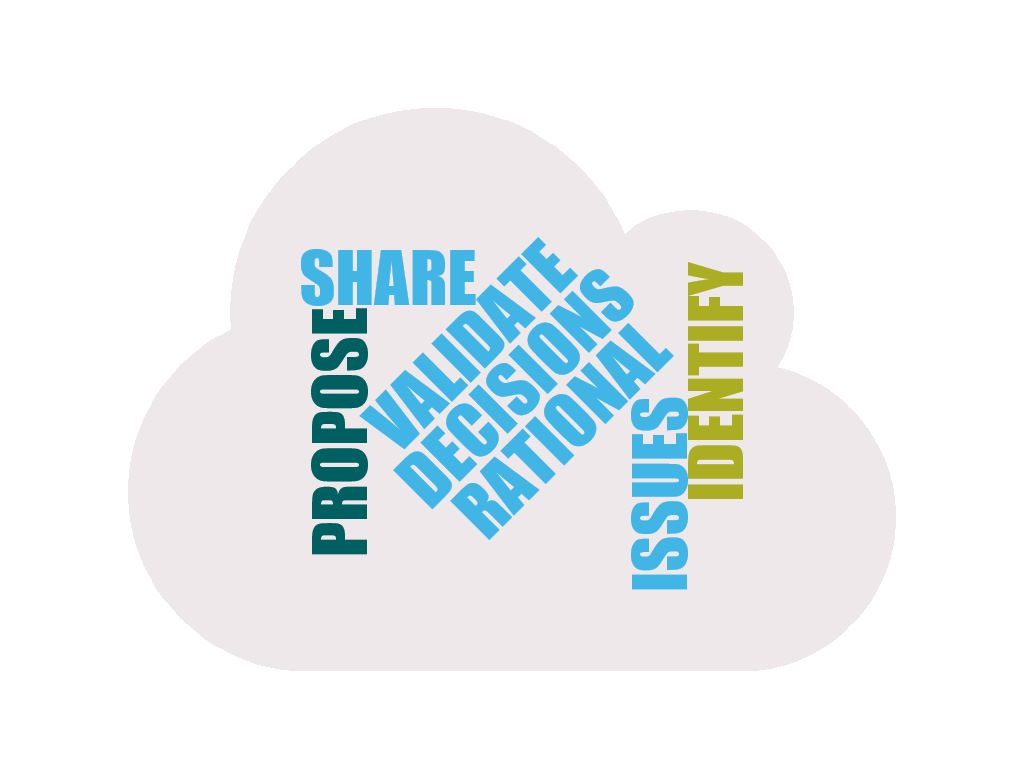 SHARE
PROPOSE
VALIDATE
DECISIONS
RATIONAL
ISSUES
IDENTIFY